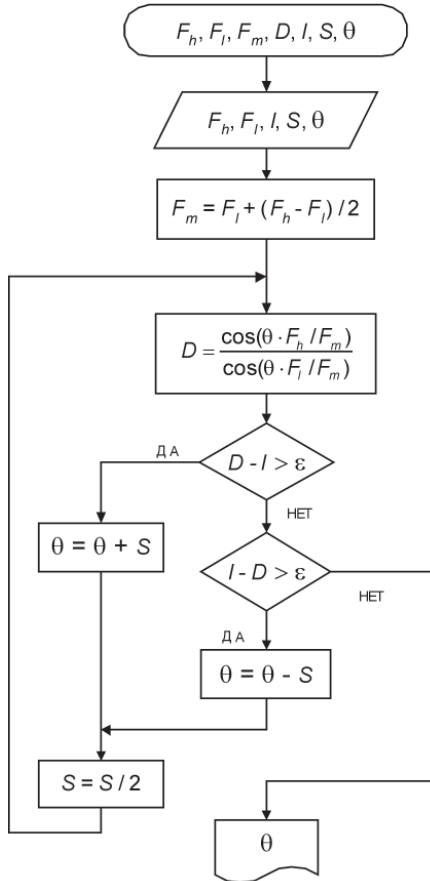 F_h, F_l, F_m, D, I, S, θ
F_h, F_l, I, S, θ
F_m = F_l + (F_h - F_l) / 2
D = cos(θ · F_h / F_m) / cos(θ · F_l / F_m)
ДА
D - I > ε
НЕТ
θ = θ + S
I - D > ε
НЕТ
ДА
θ = θ - S
S = S / 2
θ